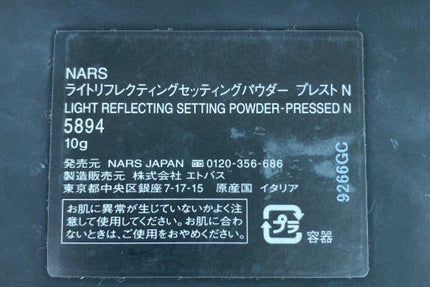 NARS
ライトリフレクティングセッティングパウダー プレスト N
LIGHT REFLECTING SETTING POWDER-PRESSED N
5894
10g
発売元 NARS JAPAN 0120-356-686
製造販売元 株式会社 エトバス
東京都中央区銀座7-17-15 原産国 イタリア
お肌に異常が生じていないかよく注意して使用してください。お肌に合わないときは、ご使用をおやめください。
プラ
容器
9266GC